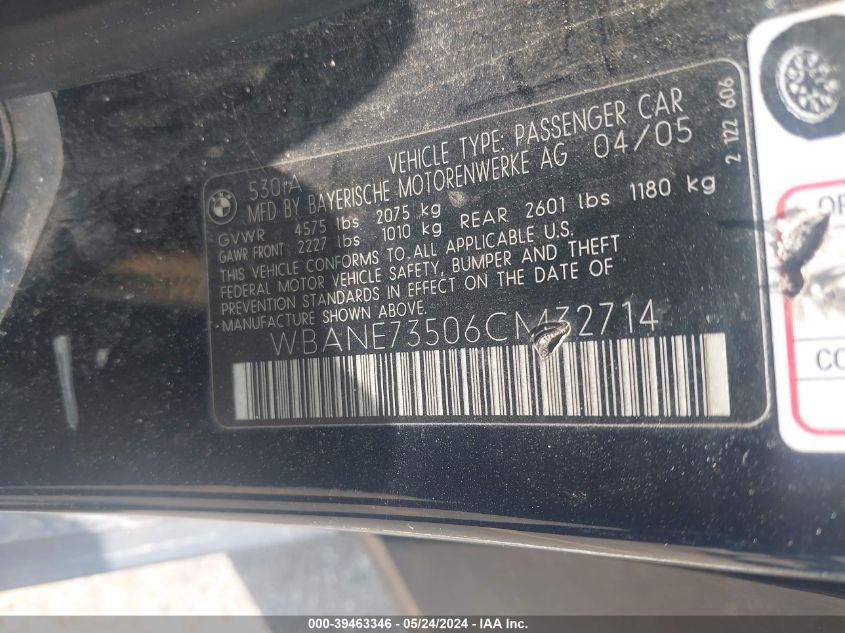 530iA VEHICLE TYPE: PASSENGER CAR
MFD BY BAYERISCHE MOTORENWERKE AG 04/05
GVWR 4575 lbs 2075 kg
GAWR FRONT 2227 lbs 1010 kg REAR 2601 lbs 1180 kg
THIS VEHICLE CONFORMS TO ALL APPLICABLE U.S.
FEDERAL MOTOR VEHICLE SAFETY, BUMPER AND THEFT
PREVENTION STANDARDS IN EFFECT ON THE DATE OF
MANUFACTURE SHOWN ABOVE.
2 122 606
000-39463346 • 05/24/2024 • IAA Inc.